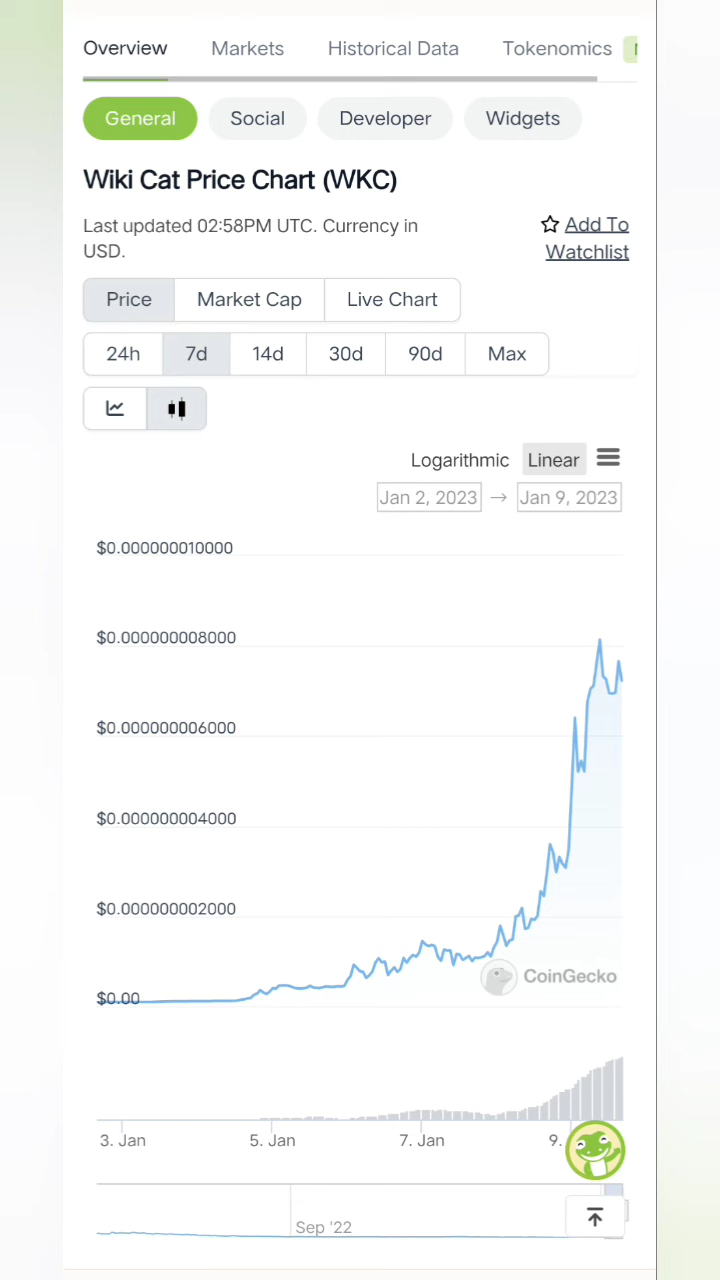 Overview Markets Historical Data Tokenomics
General Social Developer Widgets
Wiki Cat Price Chart (WKC)
Last updated 02:58PM UTC. Currency in
USD.
Add To
Watchlist
Price Market Cap Live Chart
24h 7d 14d 30d 90d Max
Logarithmic Linear
Jan 2, 2023 → Jan 9, 2023
$0.000000010000
$0.000000008000
$0.000000006000
$0.000000004000
$0.000000002000
CoinGecko
$0.00
3. Jan 5. Jan 7. Jan 9.
Sep '22